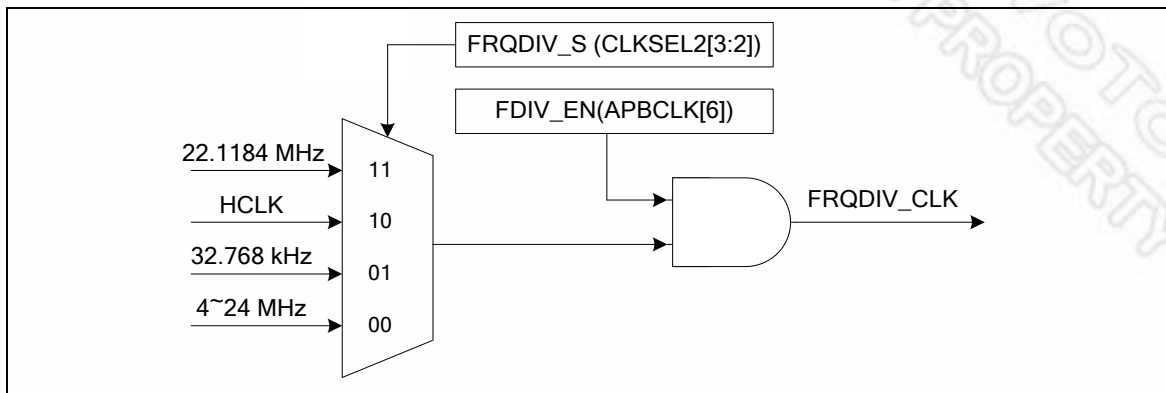 FRQDIV_S (CLKSEL2[3:2])
FDIV_EN(APBCLK[6])
22.1184 MHz
11
HCLK
10
32.768 kHz
01
4~24 MHz
00
FRQDIV_CLK
PROPERTY